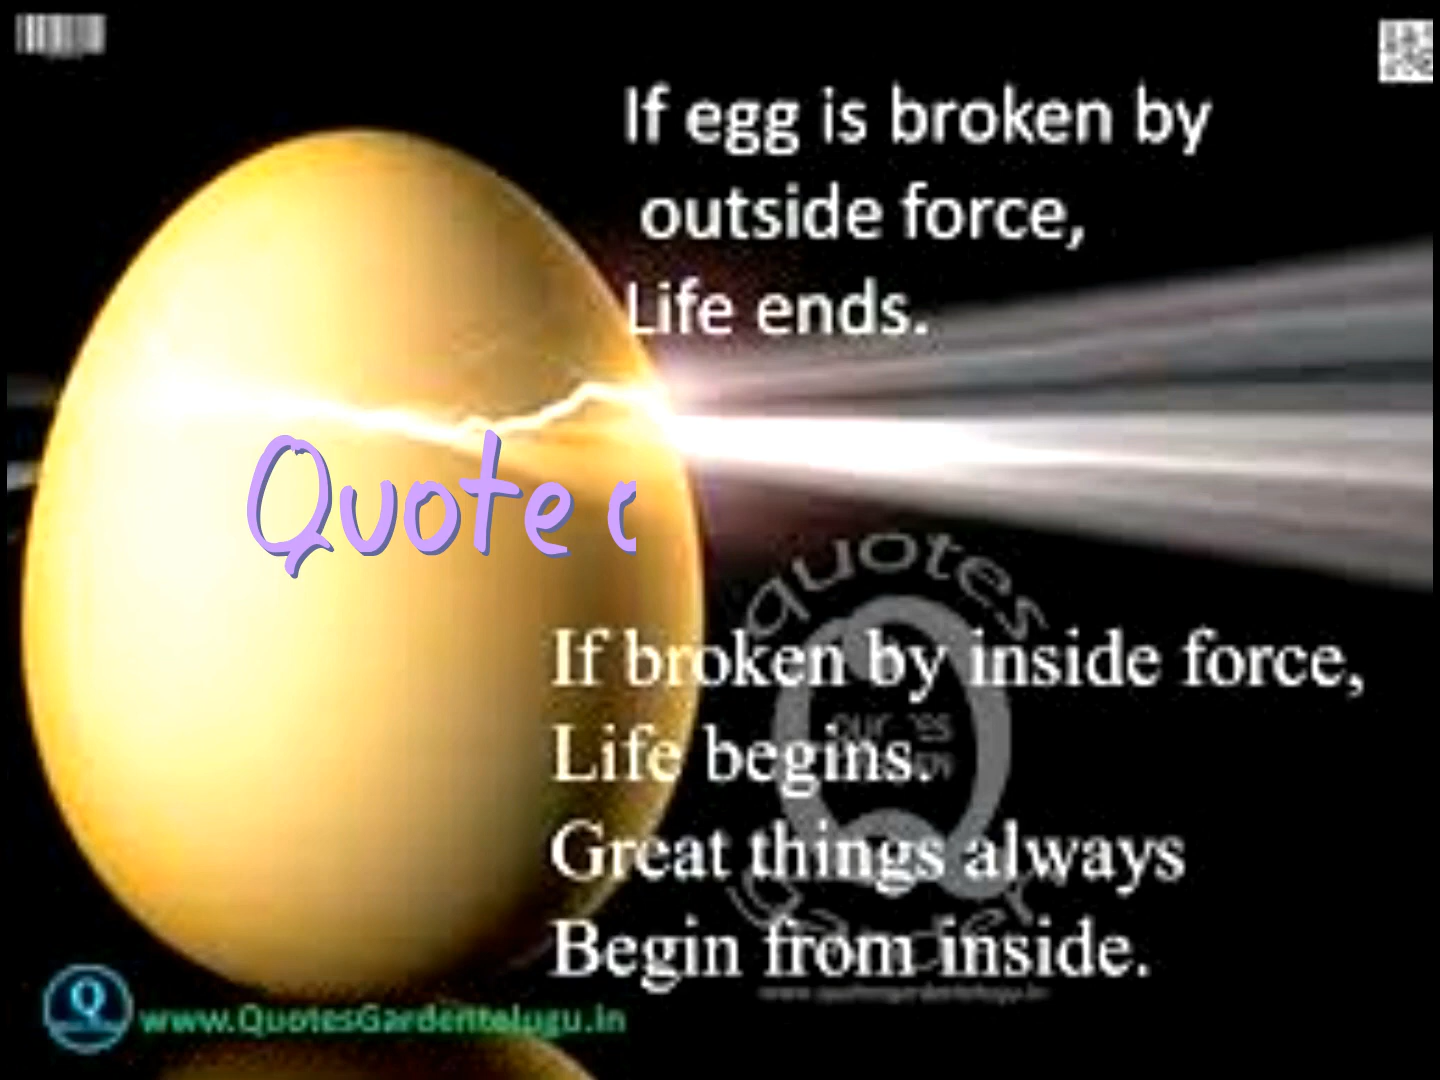 If egg is broken by
outside force,
Life ends.
Quote
quotes
If broken by inside force,
Life begins.
Great things always
Begin from inside.
Q
www.QuotesGardentelugu.in